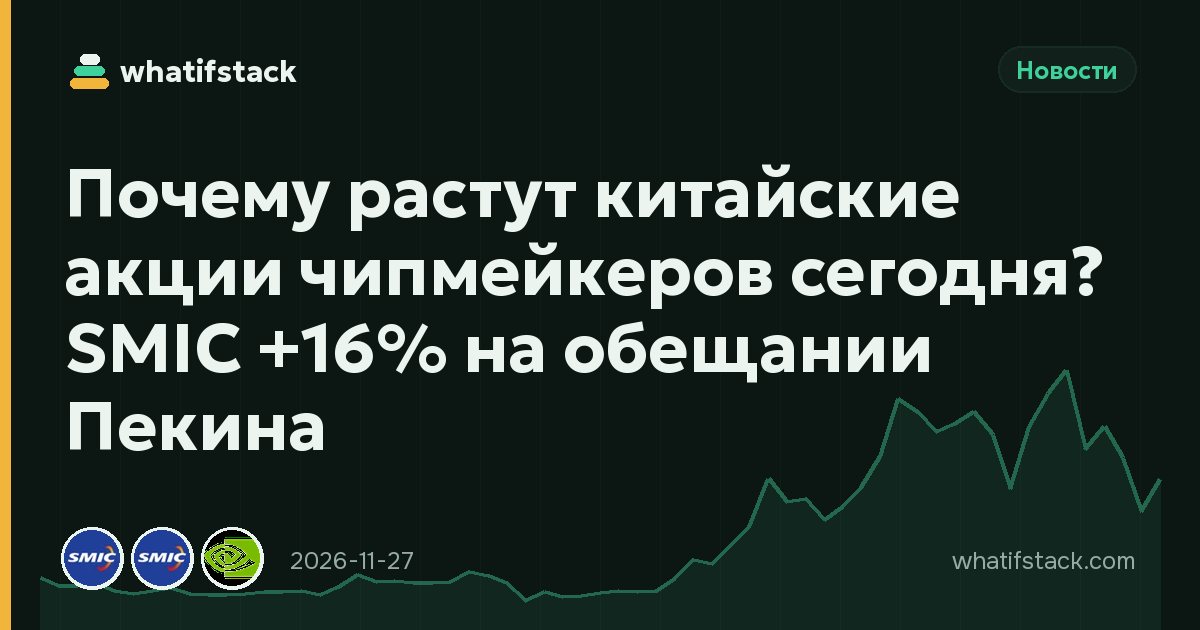 whatifstack
Новости
Почему растут китайские
акции чипмейкеров сегодня?
SMIC +16% на обещании
Пекина
SMIC
SMIC
2026-11-27
whatifstack.com